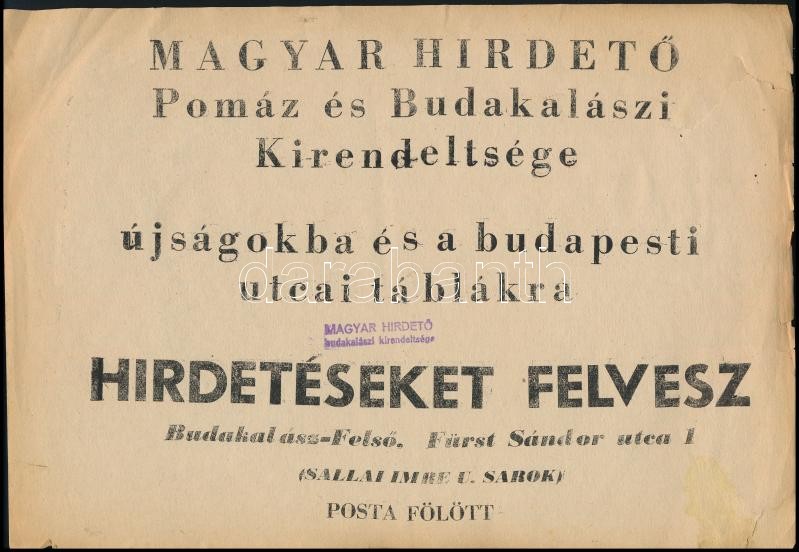 MAGYAR HIRDETŐ
Pomáz és Budakalászi
Kirendeltsége
újságokba és a budapesti
utcai táblákra
darabanth
MAGYAR HIRDETŐ
budakalászi kirendeltsége
HIRDETÉSEKET FELVESZ
Budakalász-Felső, Fürst Sándor utca 1
(SALLAI IMRE U. SAROK)
POSTA FÖLÖTT